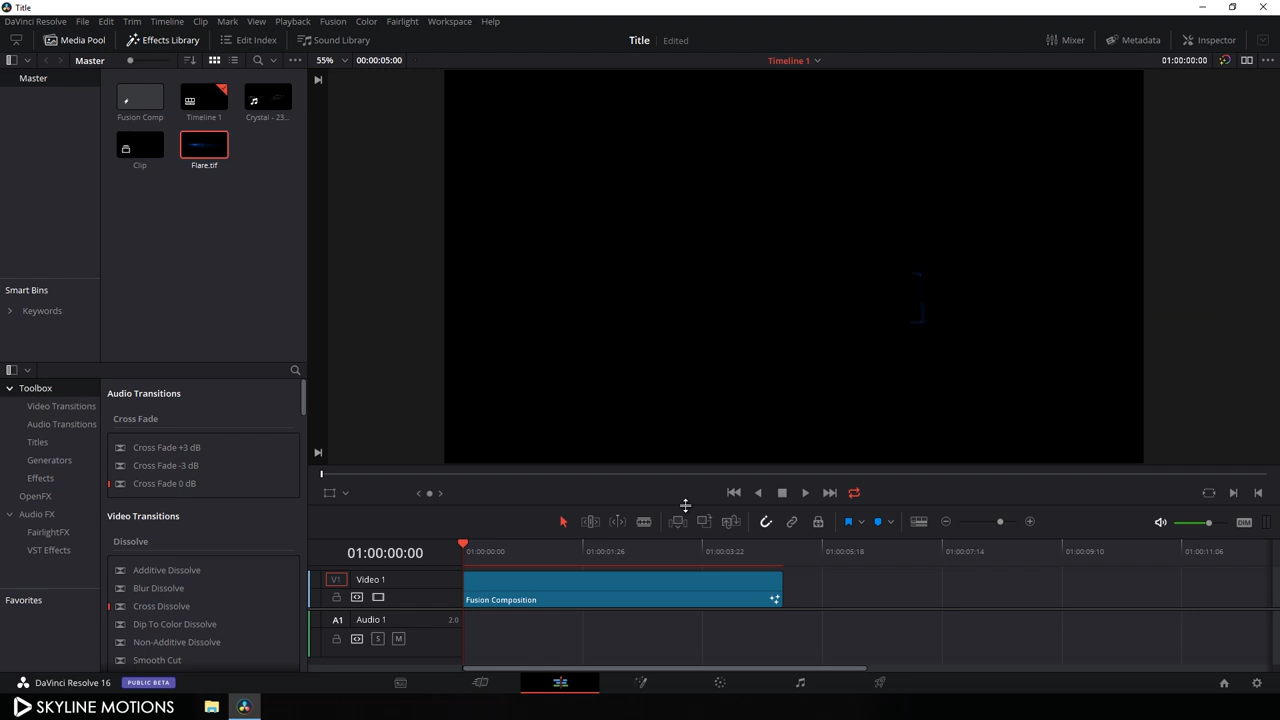 Title
DaVinci Resolve File Edit Trim Timeline Clip Mark View Playback Fusion Color Fairlight Workspace Help
Media Pool Effects Library Edit Index Sound Library Title Edited Mixer Metadata Inspector
Master 55% 00:00:05:00 Timeline 1 01:00:00:00
Master
Fusion Comp Timeline 1 Crystal - 23...
Clip Flare.tif
Smart Bins
Keywords
Toolbox
Video Transitions
Audio Transitions
Titles
Generators
Effects
OpenFX
Audio FX
FairlightFX
VST Effects
Favorites
Audio Transitions
Cross Fade
Cross Fade +3 dB
Cross Fade -3 dB
Cross Fade 0 dB
Video Transitions
Dissolve
Additive Dissolve
Blur Dissolve
Cross Dissolve
Dip To Color Dissolve
Non-Additive Dissolve
Smooth Cut
DIM
01:00:00:00 01:00:00:00 01:00:01:26 01:00:03:22 01:00:05:18 01:00:07:14 01:00:09:10 01:00:11:06
V1 Video 1
Fusion Composition
A1 Audio 1 2.0
S M
DaVinci Resolve 16 PUBLIC BETA
SKYLINE MOTIONS